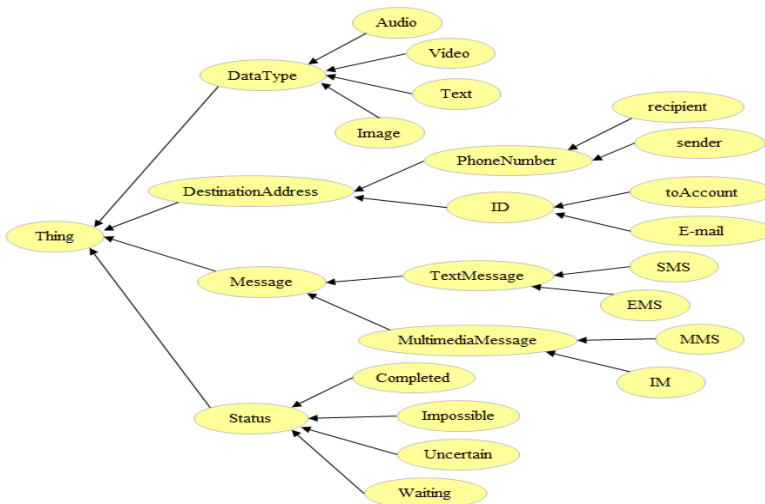 Audio
Video
DataType
Text
Image
recipient
sender
PhoneNumber
DestinationAddress
toAccount
ID
E-mail
Thing
SMS
TextMessage
Message
EMS
MultimediaMessage
MMS
IM
Completed
Impossible
Status
Uncertain
Waiting